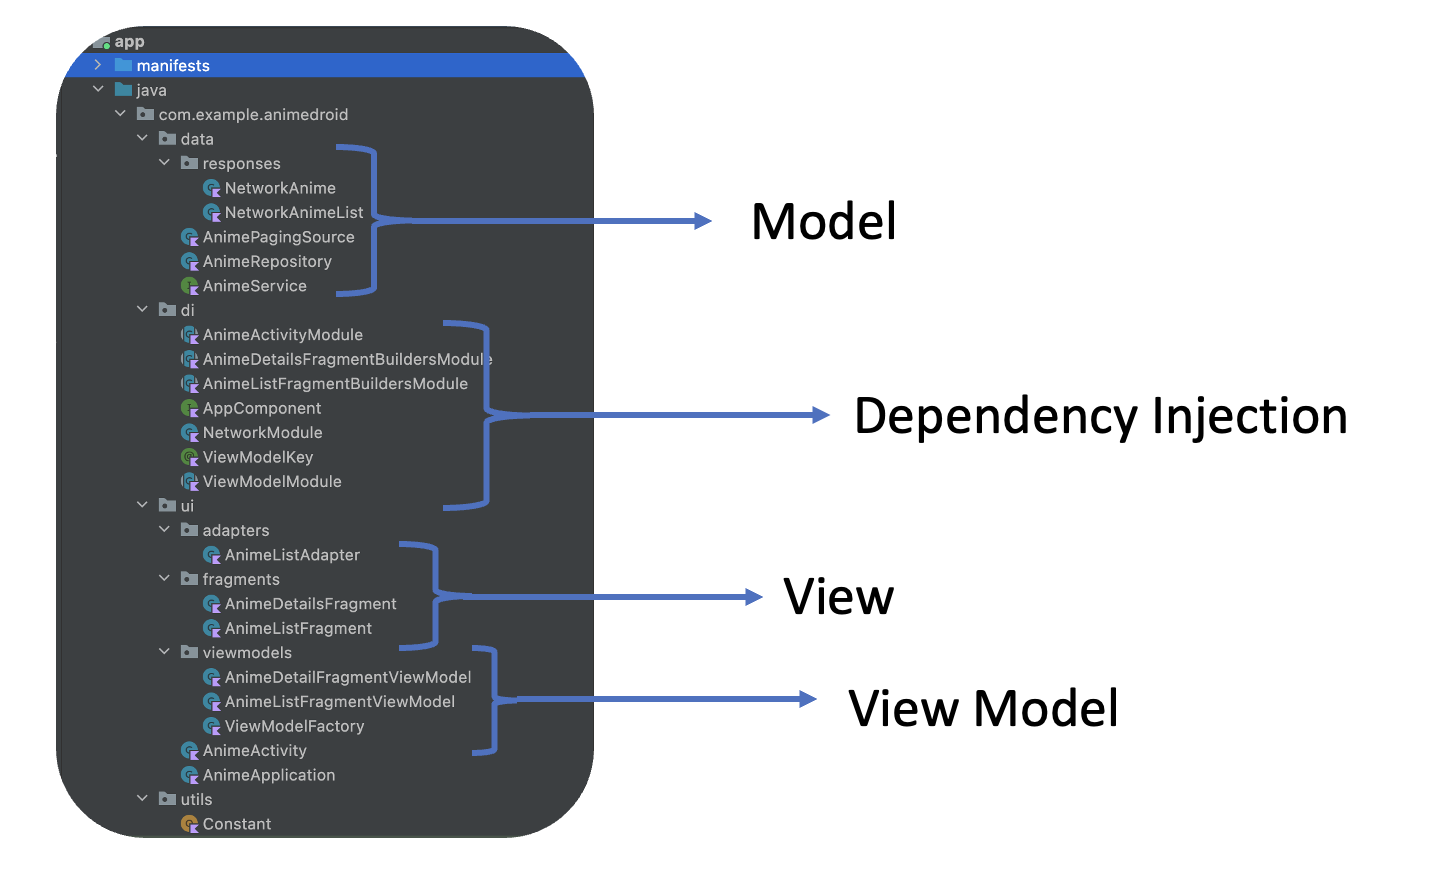 app
manifests
java
com.example.animedroid
data
responses
NetworkAnime
NetworkAnimeList
AnimePagingSource
AnimeRepository
AnimeService
Model
di
AnimeActivityModule
AnimeDetailsFragmentBuildersModule
AnimeListFragmentBuildersModule
AppComponent
NetworkModule
ViewModelKey
ViewModelModule
Dependency Injection
ui
adapters
AnimeListAdapter
fragments
AnimeDetailsFragment
AnimeListFragment
View
viewmodels
AnimeDetailFragmentViewModel
AnimeListFragmentViewModel
ViewModelFactory
View Model
AnimeActivity
AnimeApplication
utils
Constant